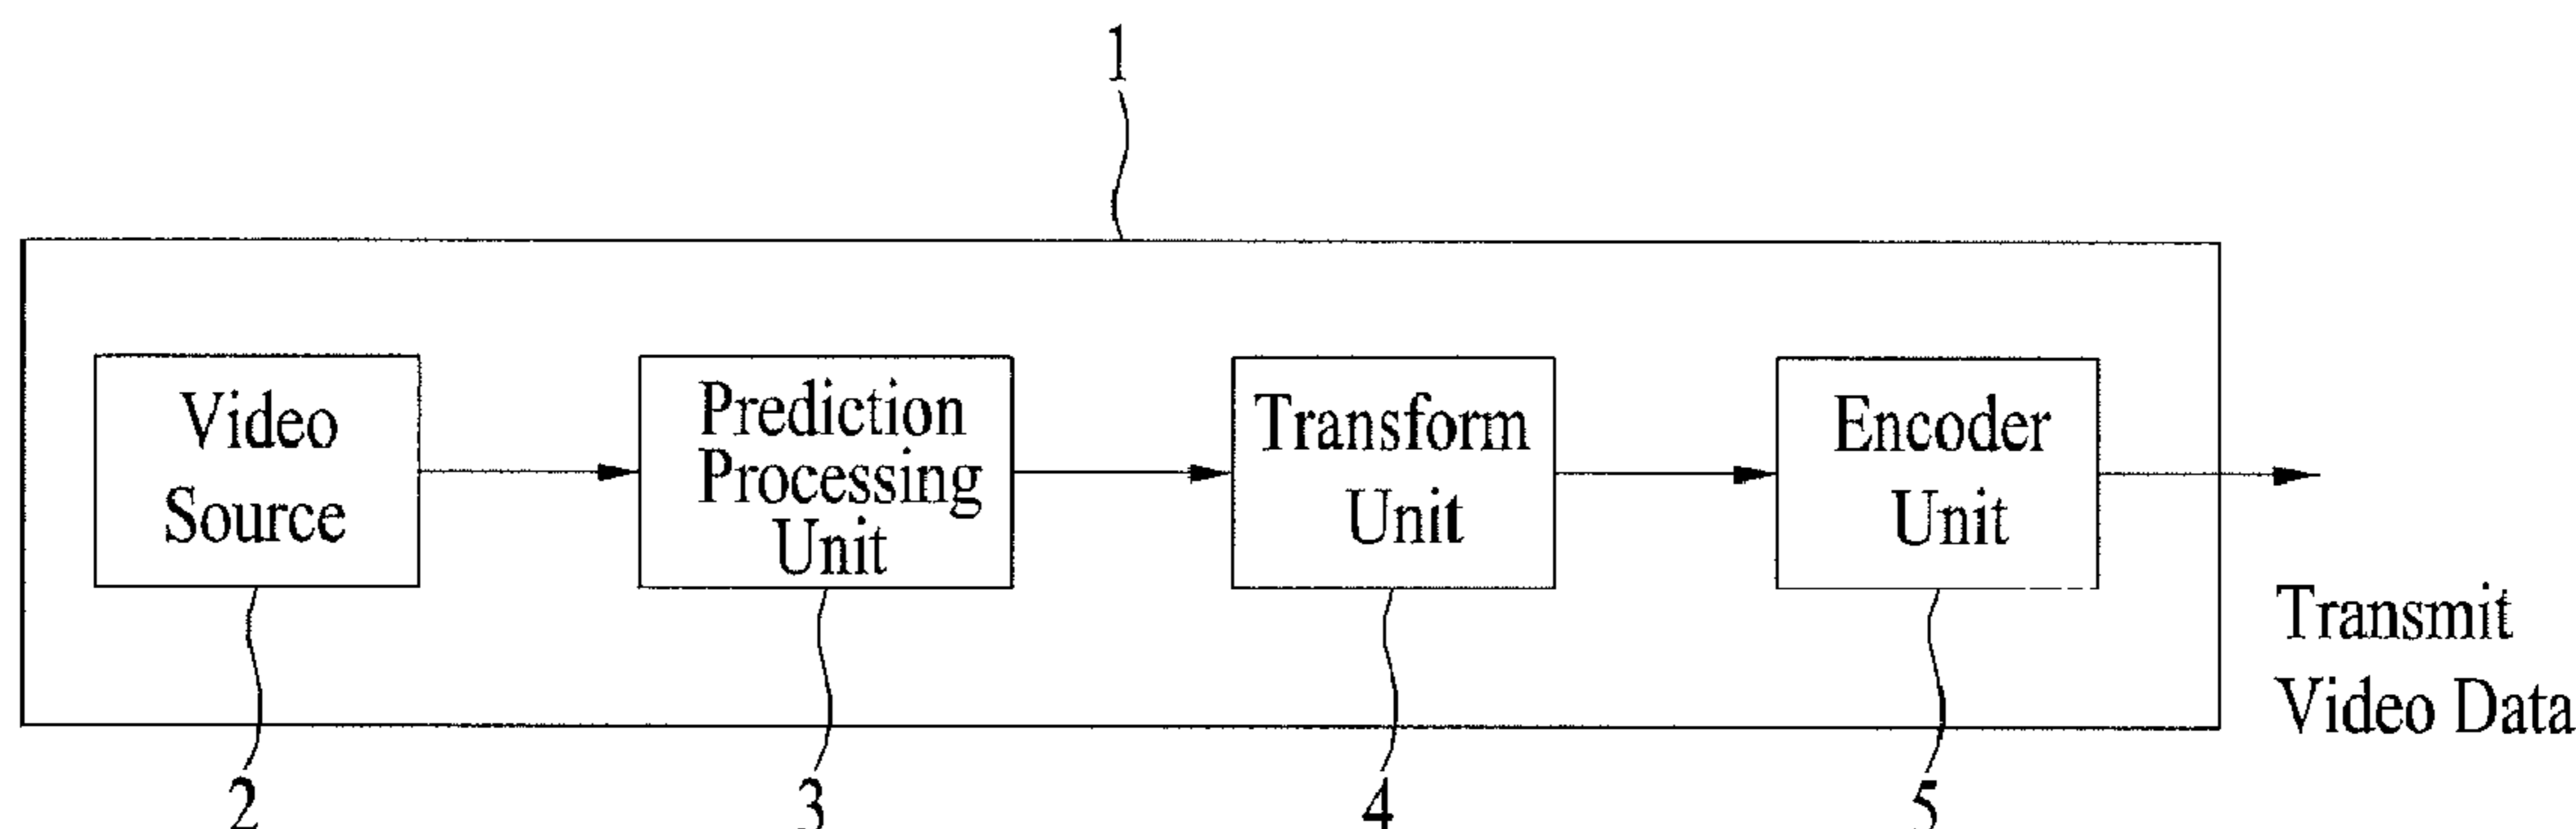 1
Video
Source
Prediction
Processing
Unit
Transform
Unit
Encoder
Unit
Transmit
Video Data
2
3
4
5